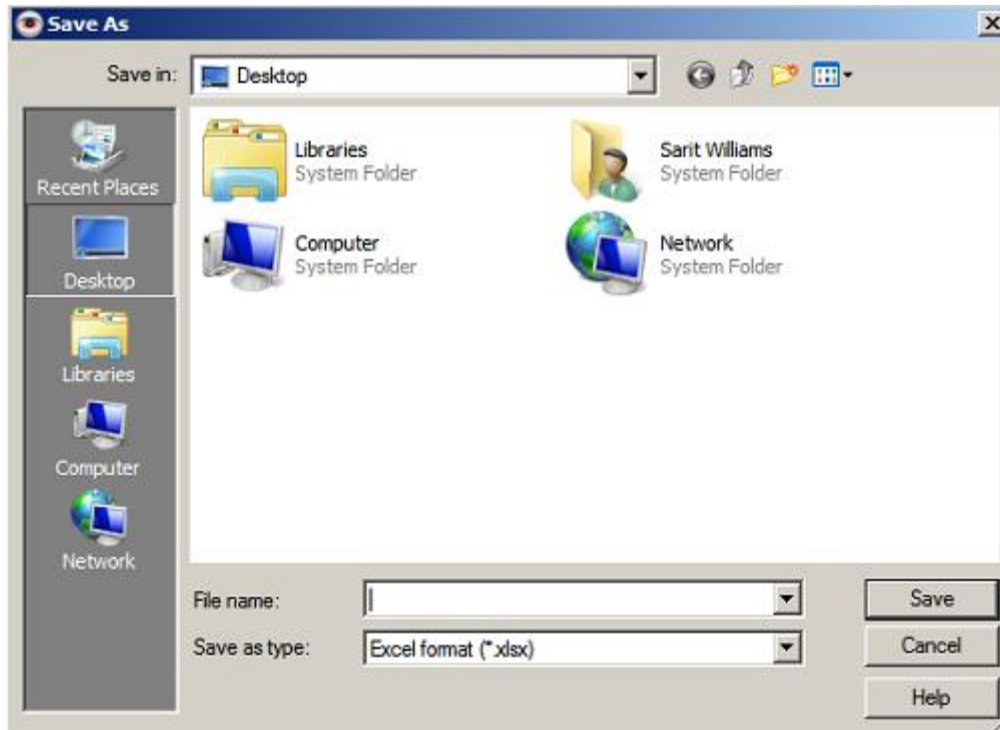 Save As
Save in:
Desktop
Recent Places
Desktop
Libraries
Computer
Network
Libraries
System Folder
Sarit Williams
System Folder
Computer
System Folder
Network
System Folder
File name:
Save
Save as type:
Excel format (*.xlsx)
Cancel
Help